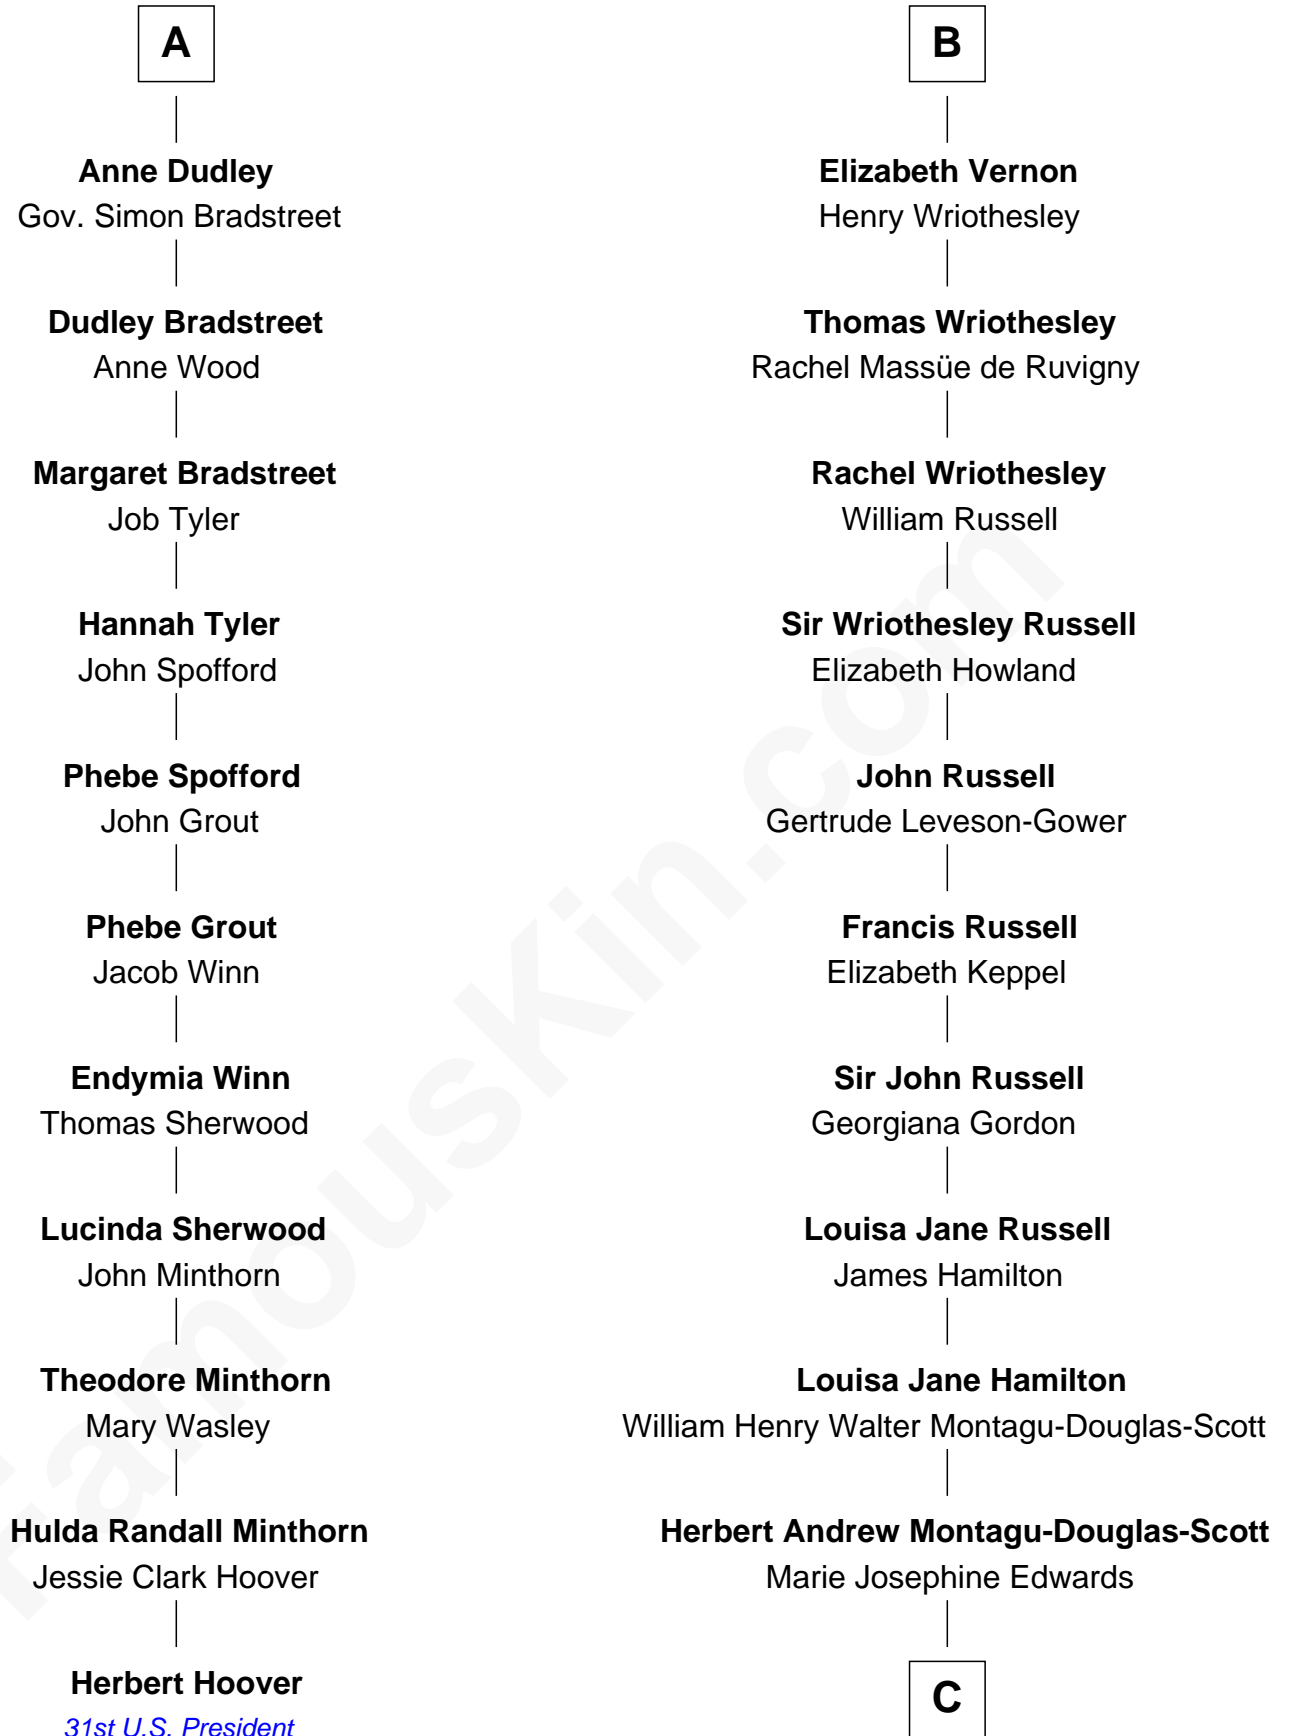 A
Anne Dudley
Gov. Simon Bradstreet
Dudley Bradstreet
Anne Wood
Margaret Bradstreet
Job Tyler
Hannah Tyler
John Spofford
Phebe Spofford
John Grout
Phebe Grout
Jacob Winn
Endymia Winn
Thomas Sherwood
Lucinda Sherwood
John Minthorn
Theodore Minthorn
Mary Wasley
Hulda Randall Minthorn
Jessie Clark Hoover
Herbert Hoover
31st U.S. President
B
Elizabeth Vernon
Henry Wriothesley
Thomas Wriothesley
Rachel Massüe de Ruvigny
Rachel Wriothesley
William Russell
Sir Wriothesley Russell
Elizabeth Howland
John Russell
Gertrude Leveson-Gower
Francis Russell
Elizabeth Keppel
Sir John Russell
Georgiana Gordon
Louisa Jane Russell
James Hamilton
Louisa Jane Hamilton
William Henry Walter Montagu-Douglas-Scott
Herbert Andrew Montagu-Douglas-Scott
Marie Josephine Edwards
C
FamousKin.com